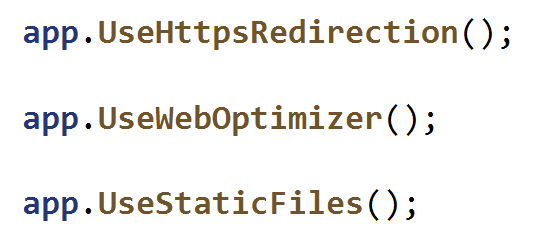 app.UseHttpsRedirection();
app.UseWebOptimizer();
app.UseStaticFiles();